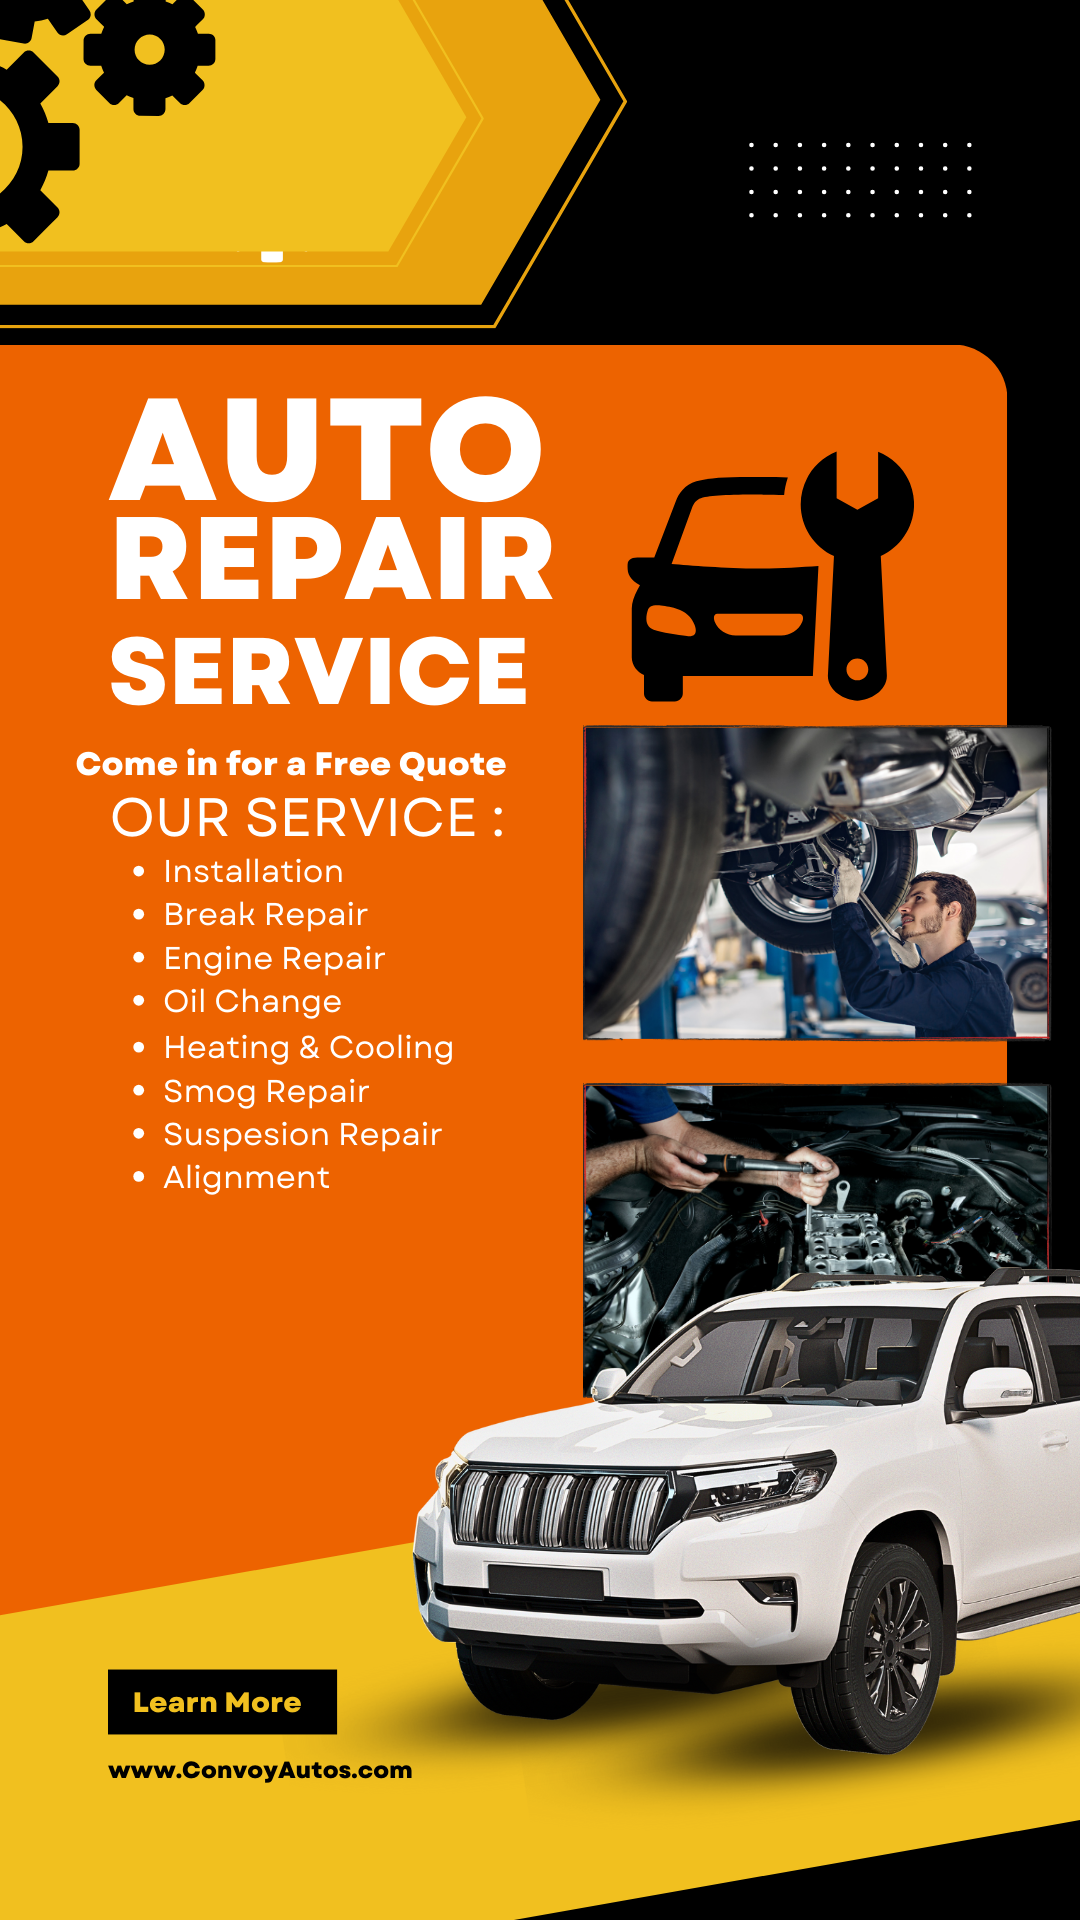 AUTO
REPAIR
SERVICE
Come in for a Free Quote
OUR SERVICE :
• Installation
• Break Repair
• Engine Repair
• Oil Change
• Heating & Cooling
• Smog Repair
• Suspesion Repair
• Alignment
Learn More
www.ConvoyAutos.com